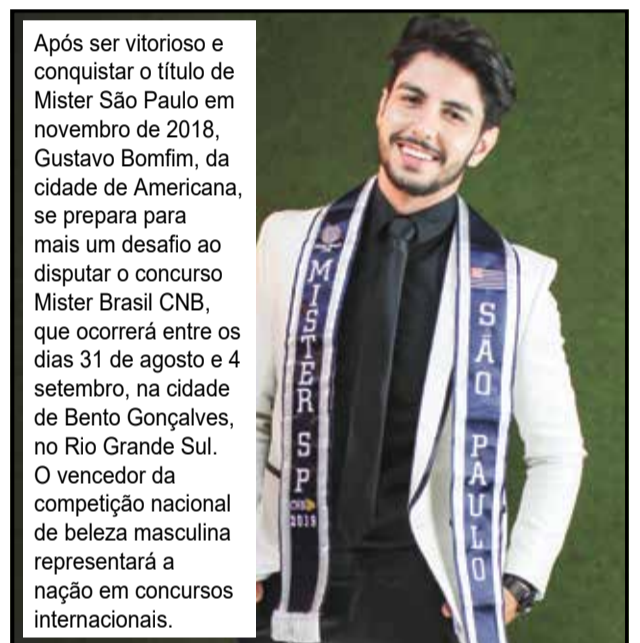 Após ser vitorioso e
conquistar o título de
Mister São Paulo em
novembro de 2018,
Gustavo Bomfim, da
cidade de Americana,
se prepara para
mais um desafio ao
disputar o concurso
Mister Brasil CNB,
que ocorrerá entre os
dias 31 de agosto e 4
setembro, na cidade
de Bento Gonçalves,
no Rio Grande Sul.
O vencedor da
competição nacional
de beleza masculina
representará a
nação em concursos
internacionais.
MISTER SP
CNB
2019
SÃO PAULO